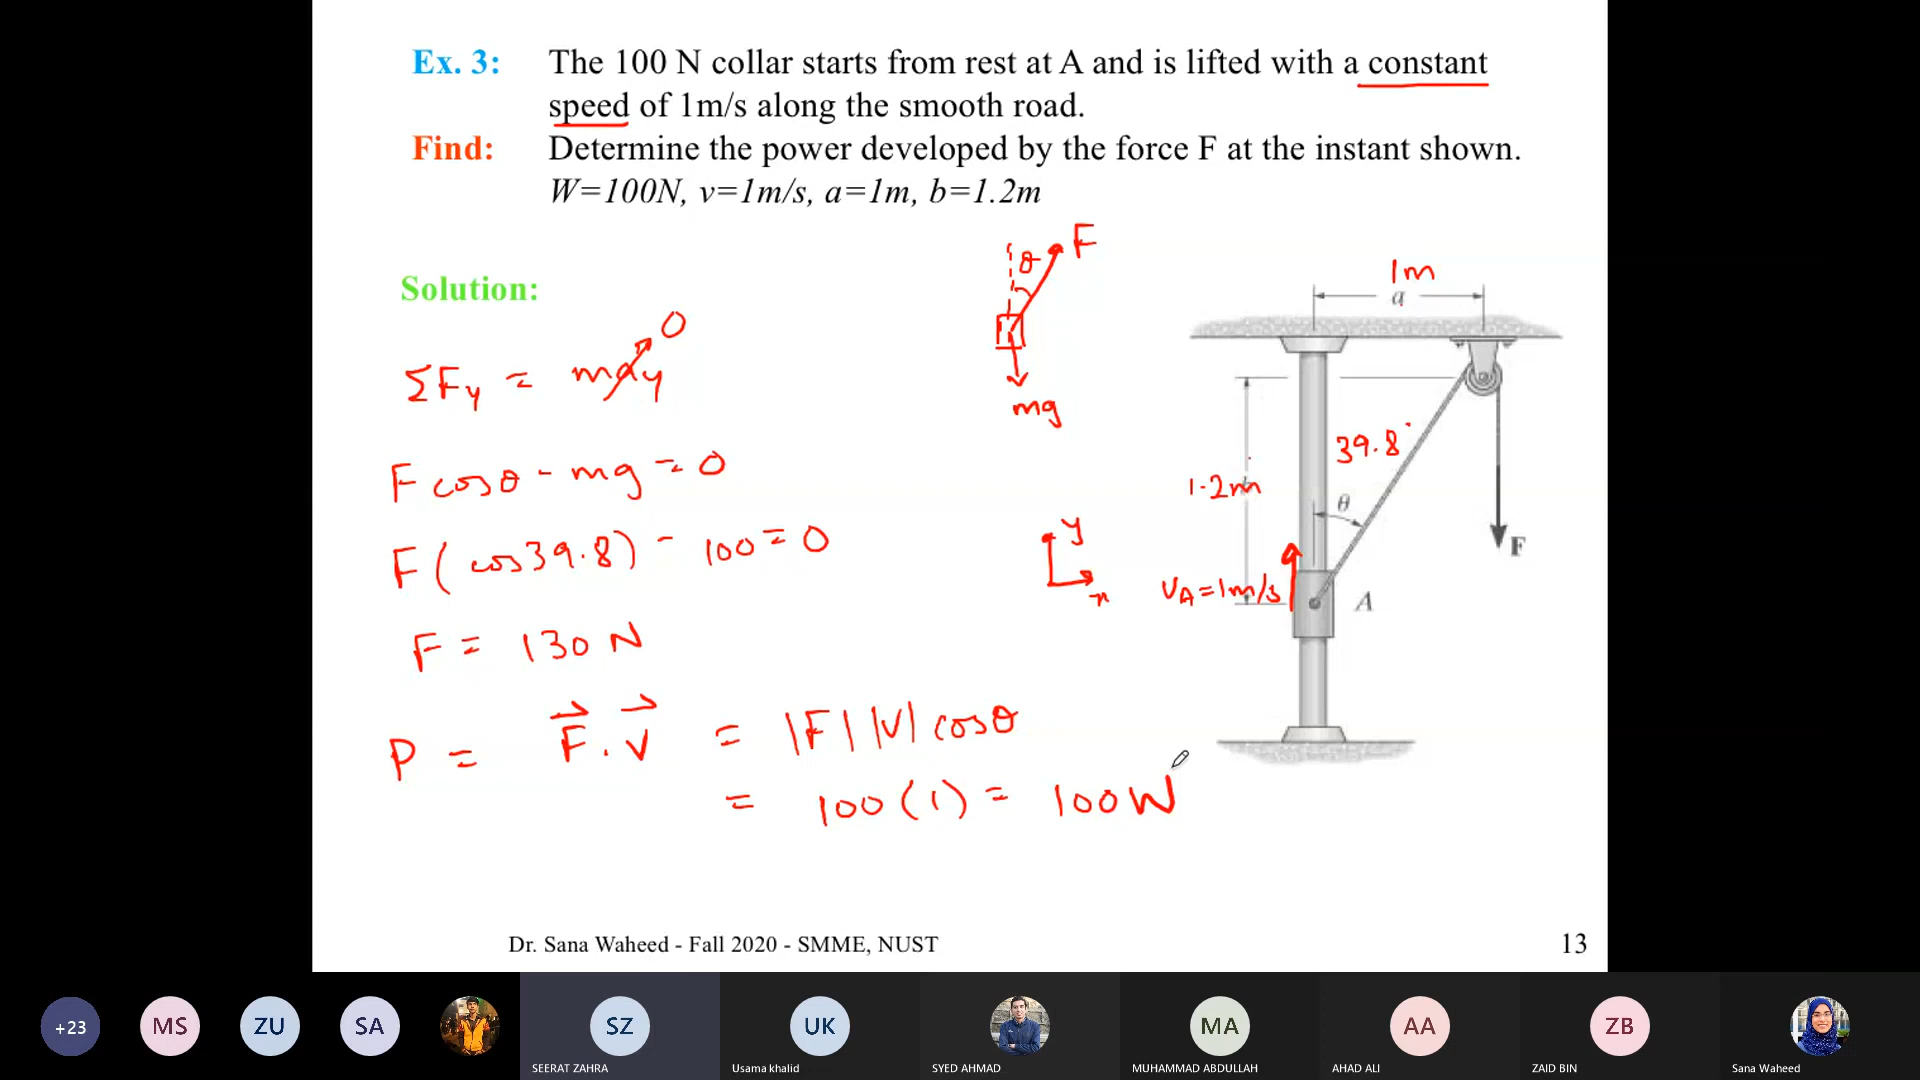 Ex. 3: The 100 N collar starts from rest at A and is lifted with a constant
speed of 1m/s along the smooth road.
Find: Determine the power developed by the force F at the instant shown.
W=100N, v=1m/s, a=1m, b=1.2m
Solution:
ΣFy = may 0
F cosθ - mg = 0
F(cos39.8) - 100 = 0
F = 130 N
P = F . v = |F| |v| cosθ
= 100(1) = 100W
θ F
mg
y
x
1m
a
39.8°
1.2m
θ
F
VA=1m/s
A
Dr. Sana Waheed - Fall 2020 - SMME, NUST 13
+23 MS ZU SA SZ UK MA AA ZB
SEERAT ZAHRA Usama khalid SYED AHMAD MUHAMMAD ABDULLAH AHAD ALI ZAID BIN Sana Waheed